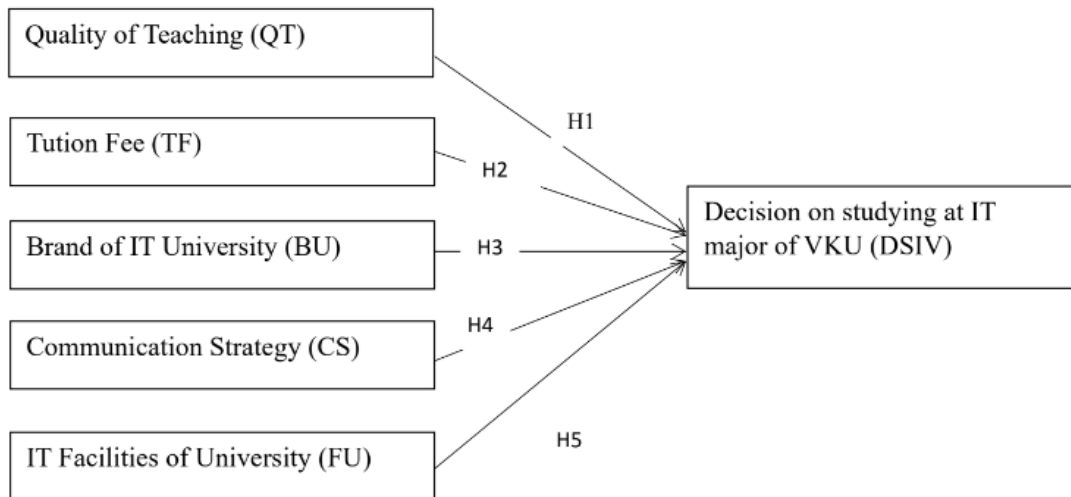 Quality of Teaching (QT)
H1
Tution Fee (TF)
H2
Decision on studying at IT
major of VKU (DSIV)
Brand of IT University (BU)
H3
Communication Strategy (CS)
H4
IT Facilities of University (FU)
H5